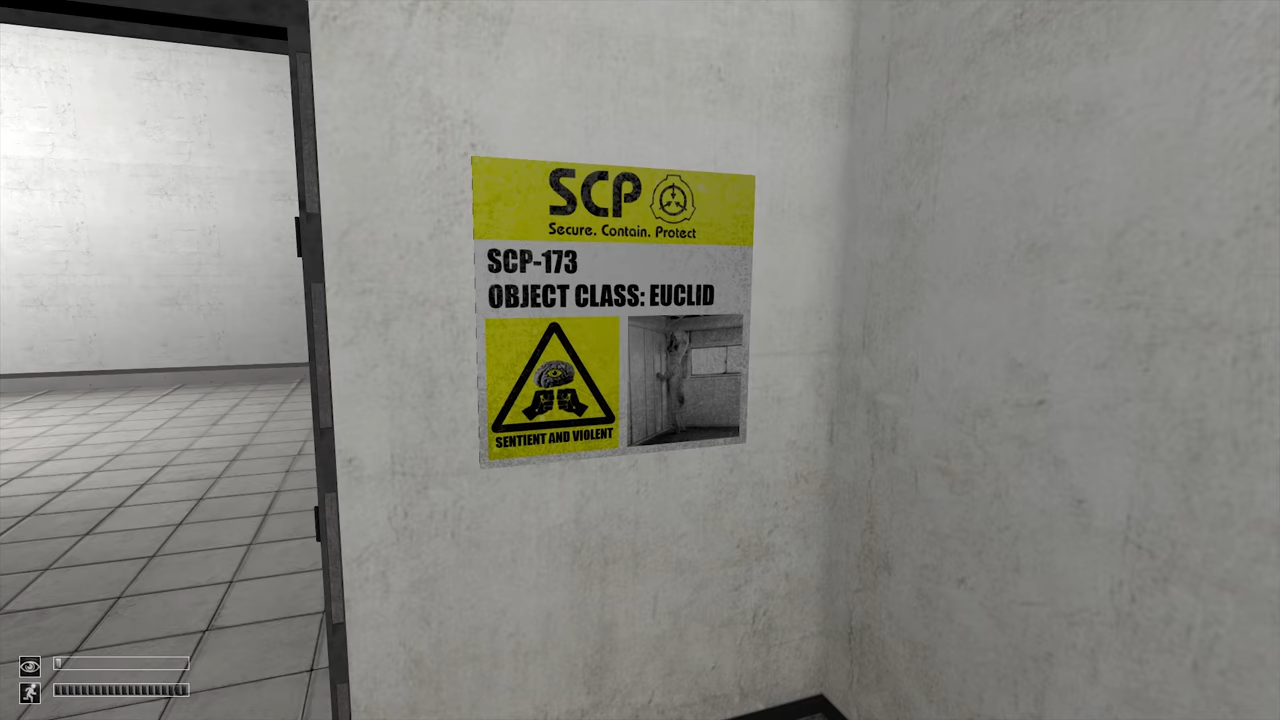 SCP
Secure. Contain. Protect
SCP-173
OBJECT CLASS: EUCLID
SENTIENT AND VIOLENT